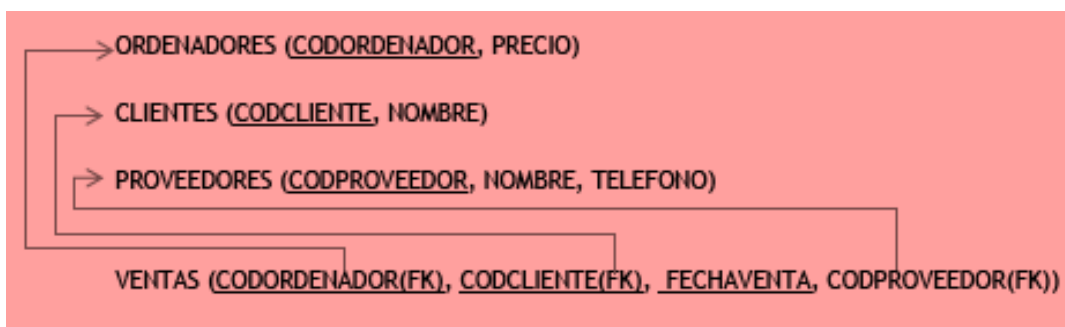 ORDENADORES (CODORDENADOR, PRECIO)
CLIENTES (CODCLIENTE, NOMBRE)
PROVEEDORES (CODPROVEEDOR, NOMBRE, TELEFONO)
VENTAS (CODORDENADOR(FK), CODCLIENTE(FK), FECHAVENTA, CODPROVEEDOR(FK))